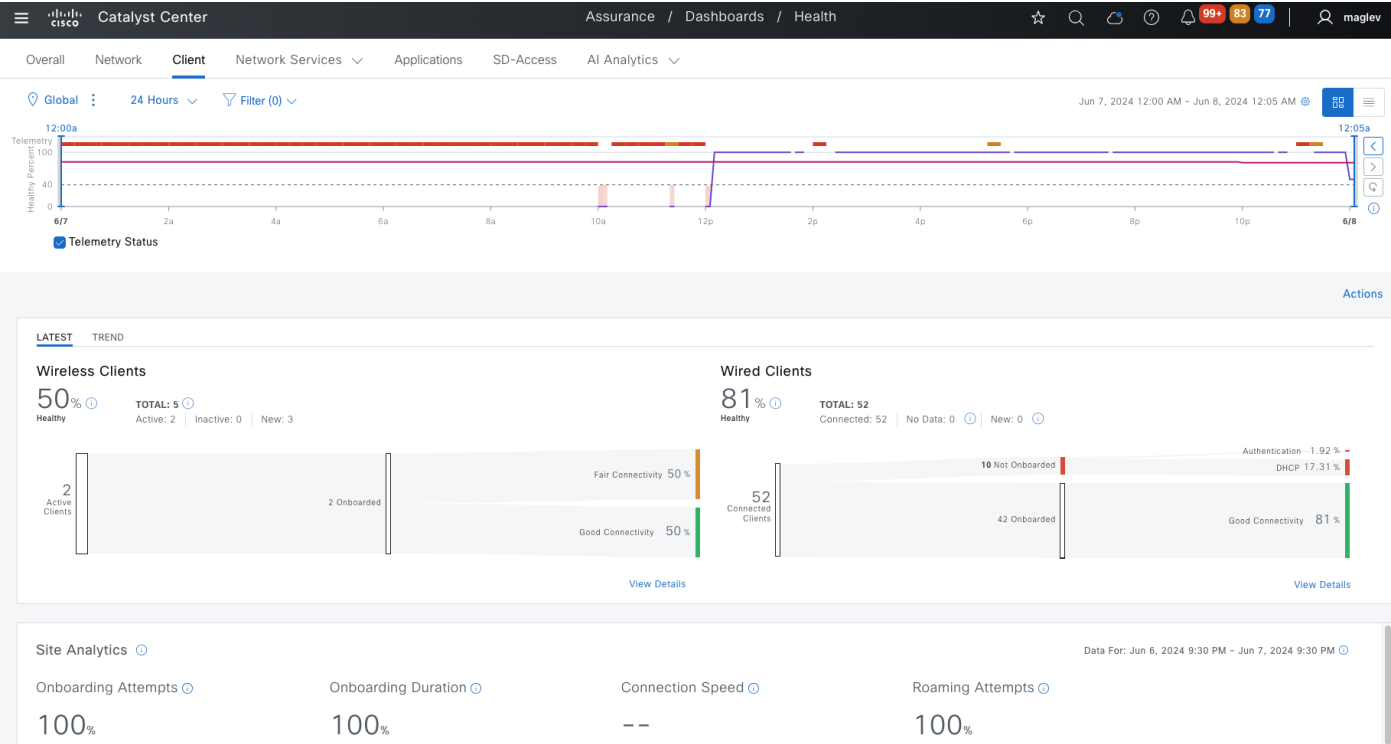 CISCO Catalyst Center Assurance / Dashboards / Health 99+ 83 77 maglev
Overall Network Client Network Services Applications SD-Access AI Analytics
Global 24 Hours Filter (0) Jun 7, 2024 12:00 AM - Jun 8, 2024 12:05 AM
12:00a 12:05a
Telemetry
100
40
0
Healthy Percent
6/7 2a 4a 6a 8a 10a 12p 2p 4p 6p 8p 10p 6/8
Telemetry Status
Actions
LATEST TREND
Wireless Clients
50%
Healthy
TOTAL: 5
Active: 2 Inactive: 0 New: 3
2
Active
Clients
2 Onboarded
Fair Connectivity 50 %
Good Connectivity 50 %
View Details
Wired Clients
81 %
Healthy
TOTAL: 52
Connected: 52 No Data: 0 New: 0
52
Connected
Clients
10 Not Onboarded
42 Onboarded
Authentication 1.92 %
DHCP 17.31 %
Good Connectivity 81 %
View Details
Site Analytics Data For: Jun 6, 2024 9:30 PM - Jun 7, 2024 9:30 PM
Onboarding Attempts Onboarding Duration Connection Speed Roaming Attempts
100% 100% -- 100%